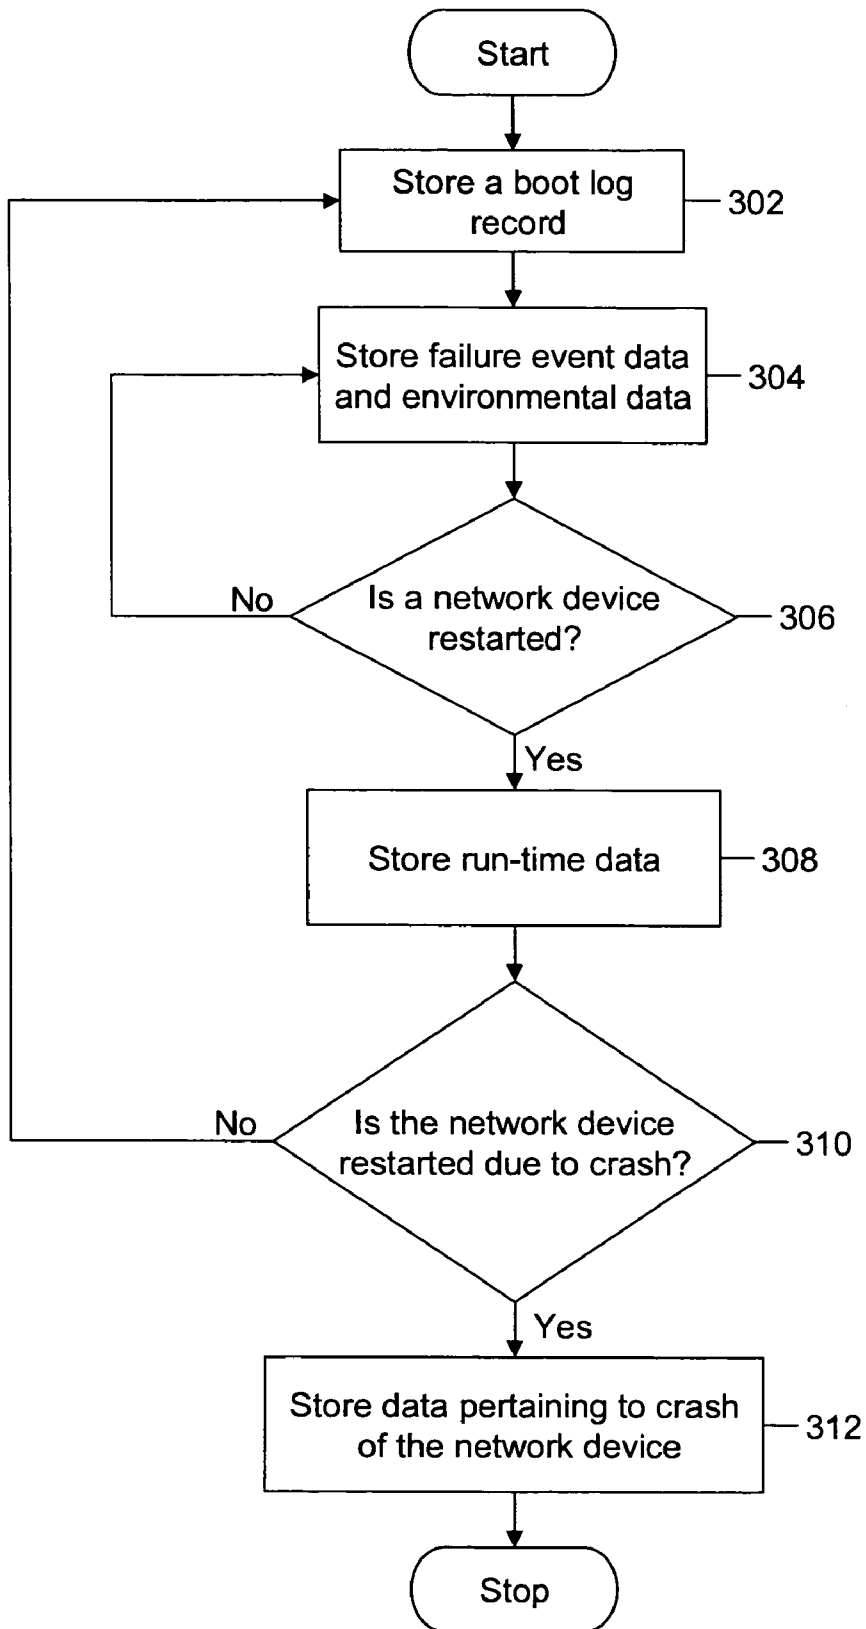 Start
Store a boot log
record
302
Store failure event data
and environmental data
304
No
Is a network device
restarted?
306
Yes
Store run-time data
308
No
Is the network device
restarted due to crash?
310
Yes
Store data pertaining to crash
of the network device
312
Stop